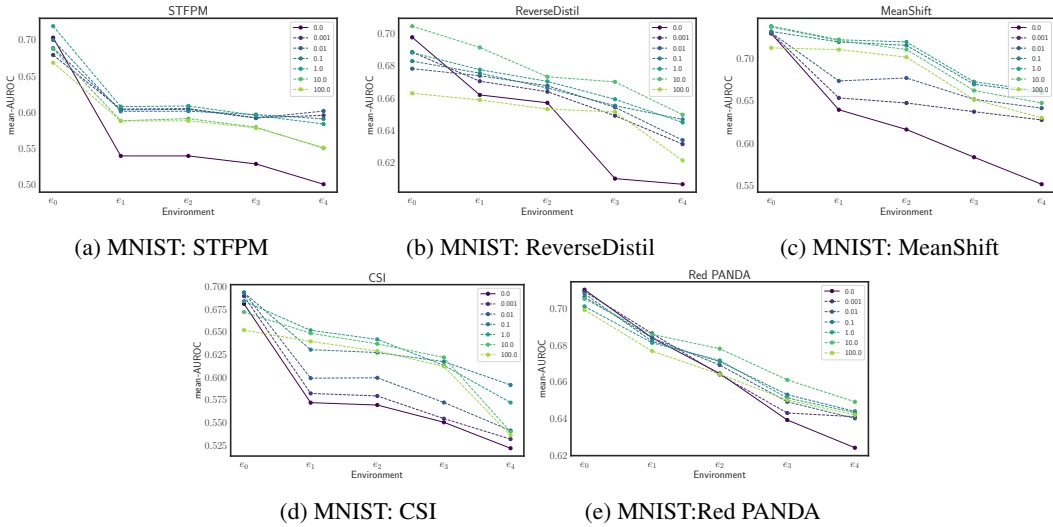 STFPM
mean-AUROC
0.70
0.65
0.60
0.55
0.50
0.0
0.001
0.01
0.1
1.0
10.0
100.0
e0 e1 e2 e3 e4
Environment
(a) MNIST: STFPM
ReverseDistil
mean-AUROC
0.70
0.68
0.66
0.64
0.62
0.0
0.001
0.01
0.1
1.0
10.0
100.0
e0 e1 e2 e3 e4
Environment
(b) MNIST: ReverseDistil
MeanShift
mean-AUROC
0.70
0.65
0.60
0.55
0.0
0.001
0.01
0.1
1.0
10.0
100.0
e0 e1 e2 e3 e4
Environment
(c) MNIST: MeanShift
CSI
mean-AUROC
0.700
0.675
0.650
0.625
0.600
0.575
0.550
0.525
0.0
0.001
0.01
0.1
1.0
10.0
100.0
e0 e1 e2 e3 e4
Environment
(d) MNIST: CSI
Red PANDA
mean-AUROC
0.70
0.68
0.66
0.64
0.62
0.0
0.001
0.01
0.1
1.0
10.0
100.0
e0 e1 e2 e3 e4
Environment
(e) MNIST:Red PANDA